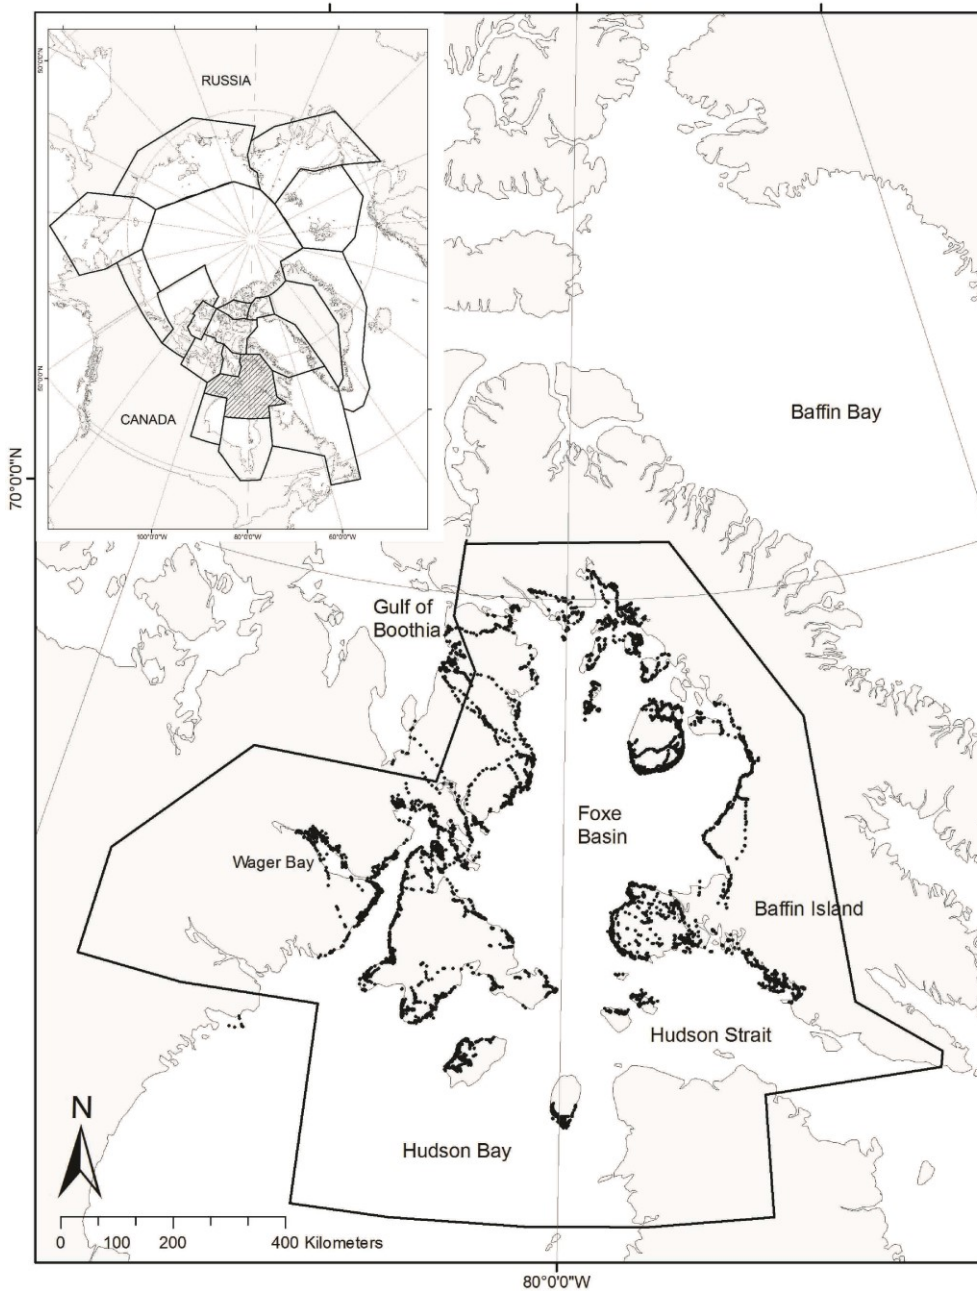 RUSSIA
CANADA
100°0'0"W
80°0'0"W
60°0'0"W
70°0'0"N
Baffin Bay
Gulf of
Boothia
Foxe
Basin
Wager Bay
Baffin Island
Hudson Strait
Hudson Bay
N
0 100 200 400 Kilometers
80°0'0"W